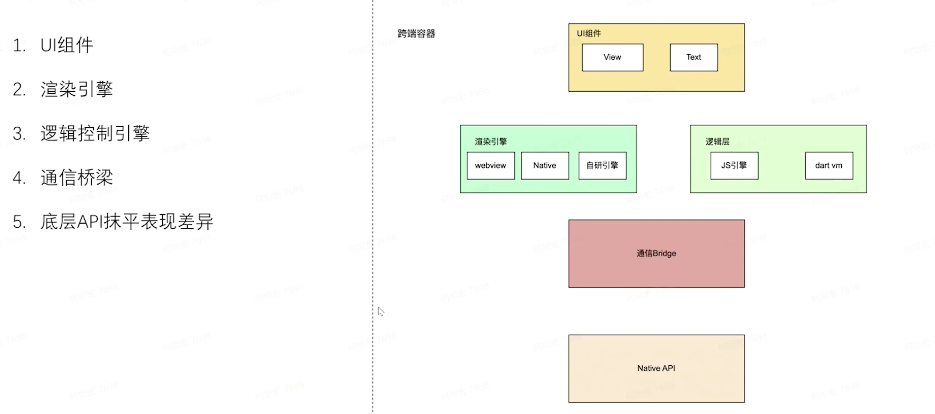 1. UI组件
2. 渲染引擎
3. 逻辑控制引擎
4. 通信桥梁
5. 底层API抹平表现差异
跨端容器
UI组件
View
Text
渲染引擎
webview
Native
自研引擎
逻辑层
JS引擎
dart vm
通信Bridge
Native API